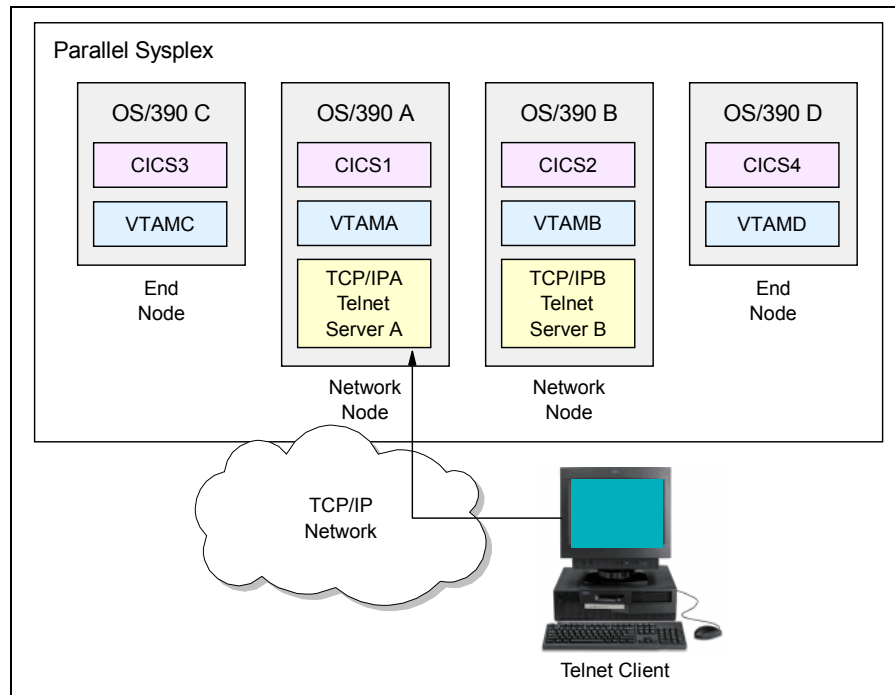 Parallel Sysplex
OS/390 C
CICS3
VTAMC
End
Node
OS/390 A
CICS1
VTAMA
TCP/IPA
Telnet
Server A
Network
Node
OS/390 B
CICS2
VTAMB
TCP/IPB
Telnet
Server B
Network
Node
OS/390 D
CICS4
VTAMD
End
Node
TCP/IP
Network
Telnet Client